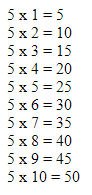 5 x 1 = 5
5 x 2 = 10
5 x 3 = 15
5 x 4 = 20
5 x 5 = 25
5 x 6 = 30
5 x 7 = 35
5 x 8 = 40
5 x 9 = 45
5 x 10 = 50